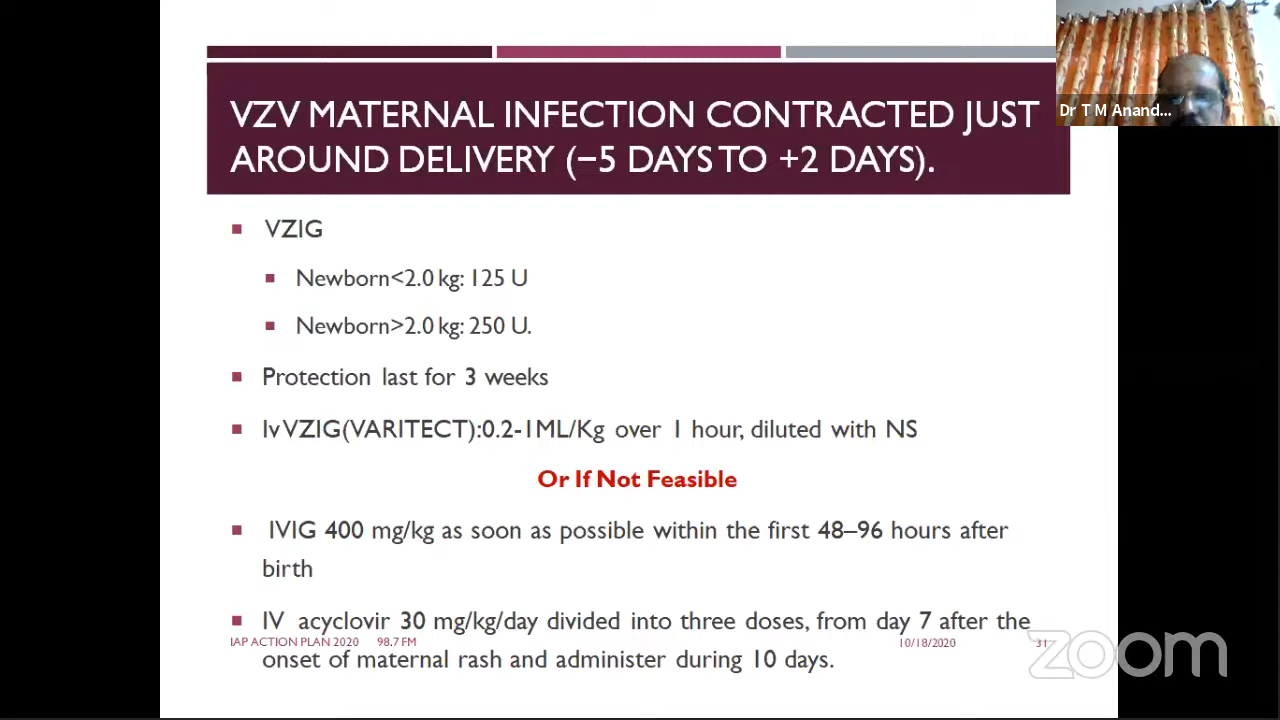 Dr T M Anand...
VZV MATERNAL INFECTION CONTRACTED JUST
AROUND DELIVERY (−5 DAYS TO +2 DAYS).
VZIG
Newborn<2.0 kg: 125 U
Newborn>2.0 kg: 250 U.
Protection last for 3 weeks
Iv VZIG(VARITECT):0.2-1ML/Kg over 1 hour, diluted with NS
Or If Not Feasible
IVIG 400 mg/kg as soon as possible within the first 48–96 hours after
birth
IV acyclovir 30 mg/kg/day divided into three doses, from day 7 after the
onset of maternal rash and administer during 10 days.
IAP ACTION PLAN 2020 98.7 FM 10/18/2020 31
zoom